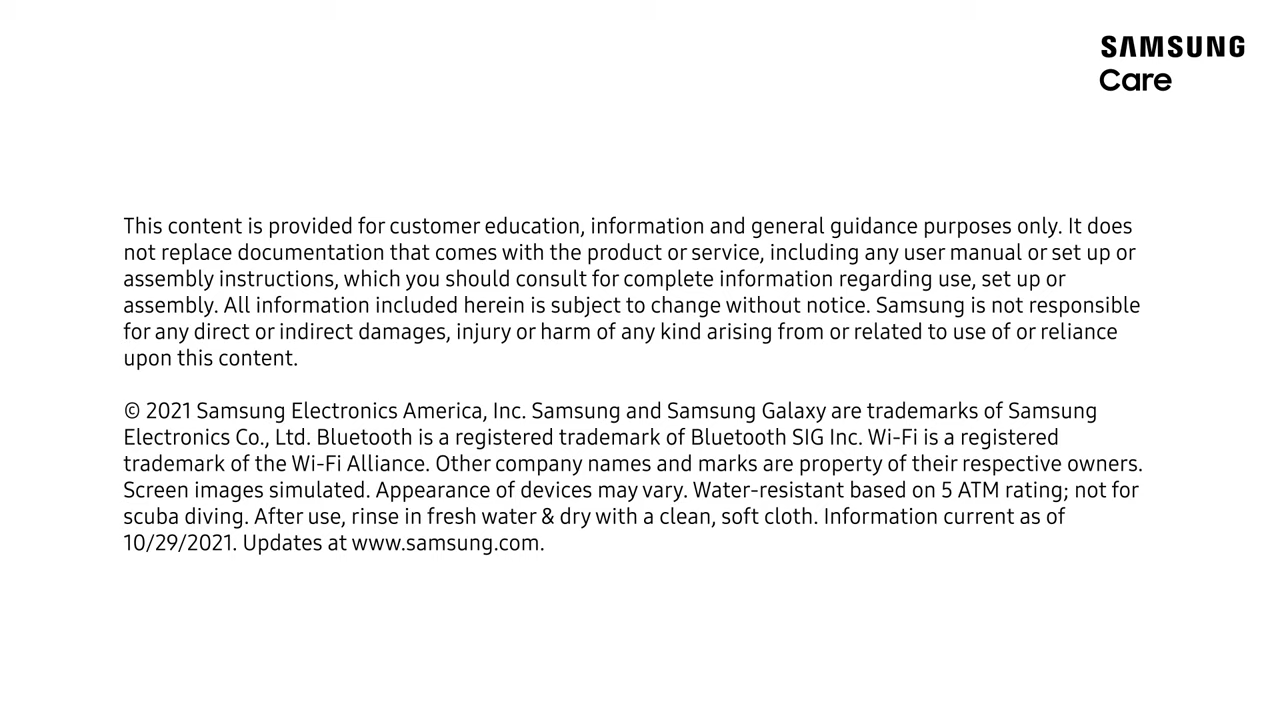 SAMSUNG
Care
This content is provided for customer education, information and general guidance purposes only. It does
not replace documentation that comes with the product or service, including any user manual or set up or
assembly instructions, which you should consult for complete information regarding use, set up or
assembly. All information included herein is subject to change without notice. Samsung is not responsible
for any direct or indirect damages, injury or harm of any kind arising from or related to use of or reliance
upon this content.
© 2021 Samsung Electronics America, Inc. Samsung and Samsung Galaxy are trademarks of Samsung
Electronics Co., Ltd. Bluetooth is a registered trademark of Bluetooth SIG Inc. Wi-Fi is a registered
trademark of the Wi-Fi Alliance. Other company names and marks are property of their respective owners.
Screen images simulated. Appearance of devices may vary. Water-resistant based on 5 ATM rating; not for
scuba diving. After use, rinse in fresh water & dry with a clean, soft cloth. Information current as of
10/29/2021. Updates at www.samsung.com.